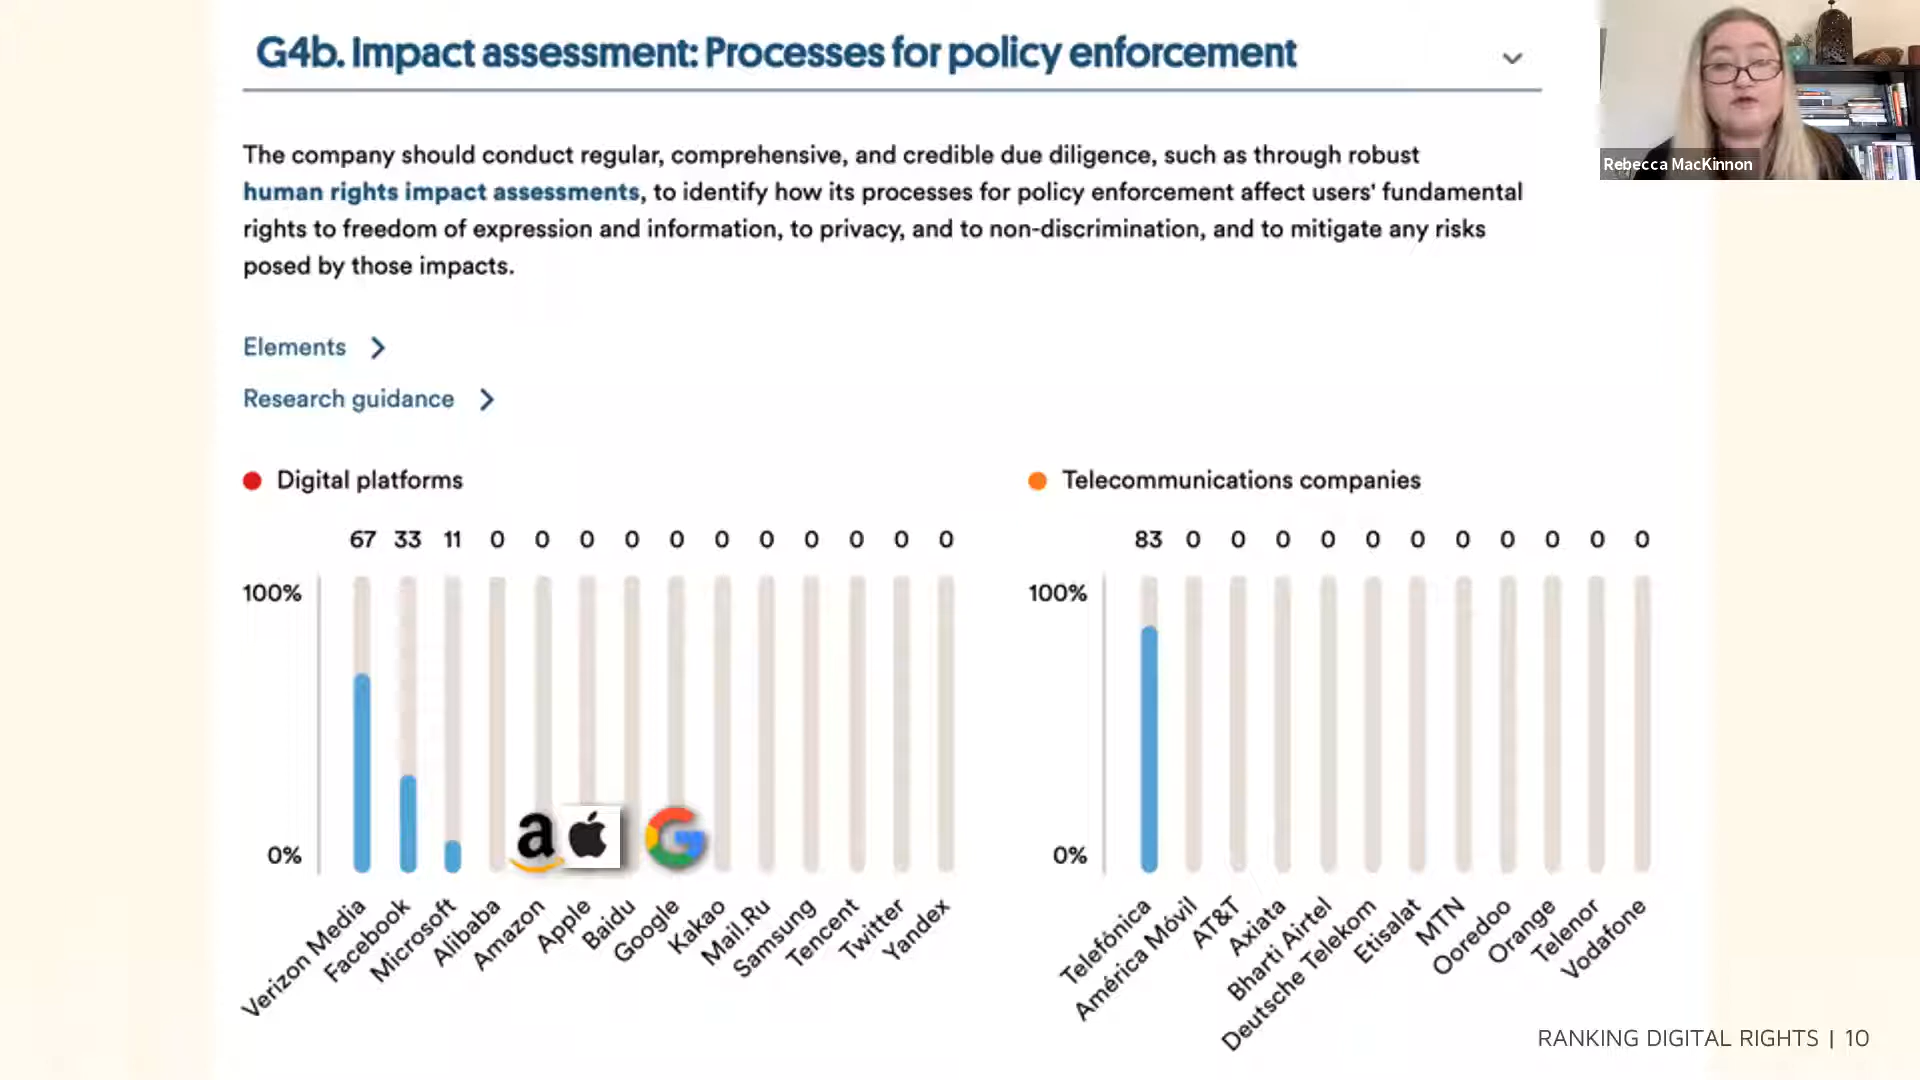 G4b. Impact assessment: Processes for policy enforcement
Rebecca MacKinnon
The company should conduct regular, comprehensive, and credible due diligence, such as through robust
human rights impact assessments, to identify how its processes for policy enforcement affect users' fundamental
rights to freedom of expression and information, to privacy, and to non-discrimination, and to mitigate any risks
posed by those impacts.
Elements
Research guidance
Digital platforms
67 33 11 0 0 0 0 0 0 0 0 0 0 0
100%
0%
Verizon Media
Facebook
Microsoft
Alibaba
Amazon
Apple
Baidu
Google
Kakao
Mail.Ru
Samsung
Tencent
Twitter
Yandex
Telecommunications companies
83 0 0 0 0 0 0 0 0 0 0 0
100%
0%
Telefónica
América Móvil
AT&T
Axiata
Bharti Airtel
Deutsche Telekom
Etisalat
MTN
Ooredoo
Orange
Telenor
Vodafone
RANKING DIGITAL RIGHTS | 10